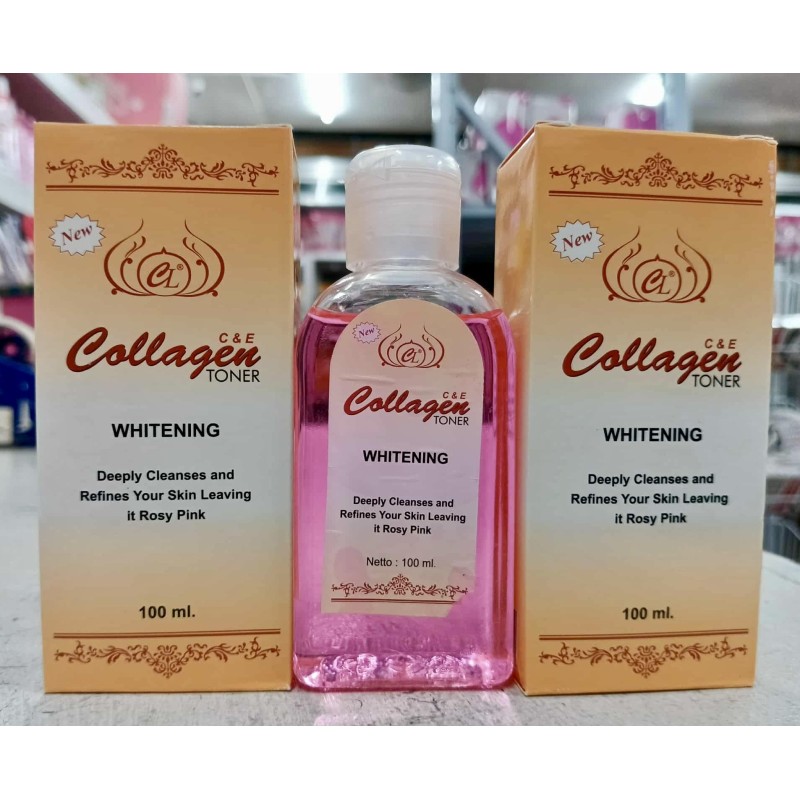 New
CL®
C & E
Collagen
TONER
WHITENING
Deeply Cleanses and
Refines Your Skin Leaving
it Rosy Pink
100 ml.
New
CL
C & E
Collagen
TONER
WHITENING
Deeply Cleanses and
Refines Your Skin Leaving
it Rosy Pink
Netto : 100 ml.
New
CL®
C & E
Collagen
TONER
WHITENING
Deeply Cleanses and
Refines Your Skin Leaving
it Rosy Pink
100 ml.